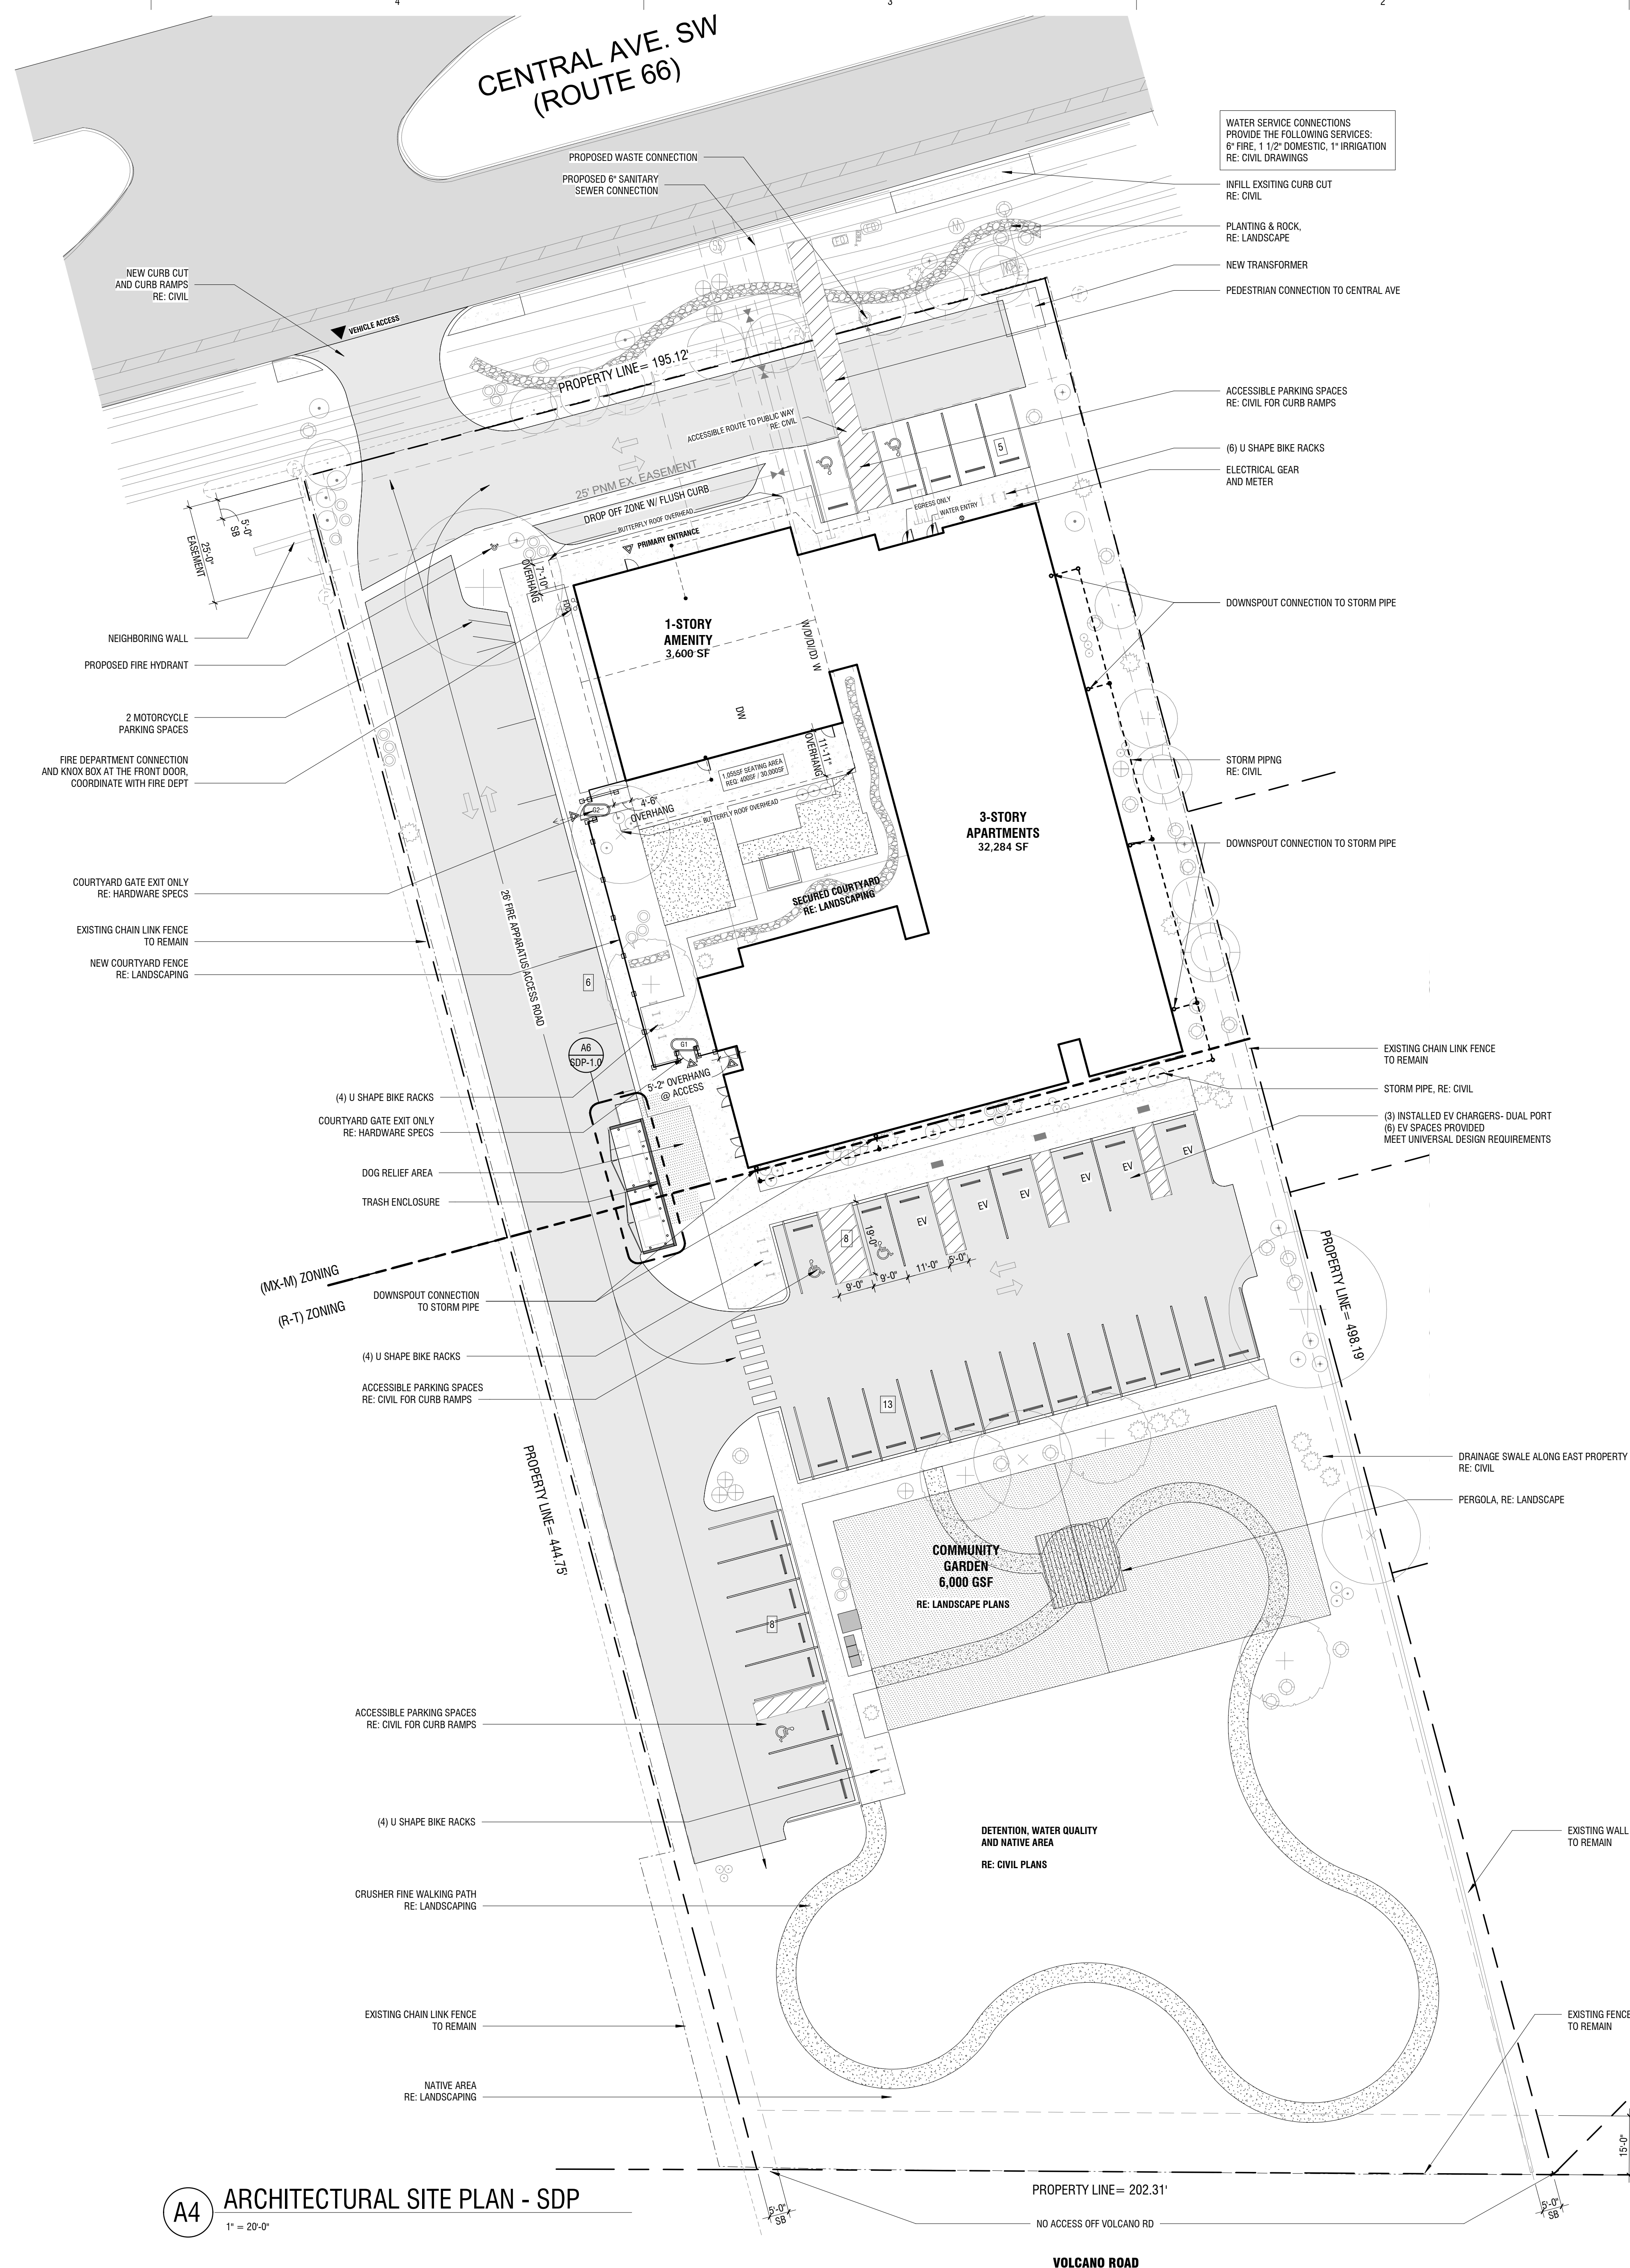 4
3
2
CENTRAL AVE. SW
(ROUTE 66)
WATER SERVICE CONNECTIONS
PROVIDE THE FOLLOWING SERVICES:
6" FIRE, 1 1/2" DOMESTIC, 1" IRRIGATION
RE: CIVIL DRAWINGS
PROPOSED WASTE CONNECTION
PROPOSED 6" SANITARY
SEWER CONNECTION
INFILL EXSITING CURB CUT
RE: CIVIL
PLANTING & ROCK,
RE: LANDSCAPE
NEW TRANSFORMER
PEDESTRIAN CONNECTION TO CENTRAL AVE
NEW CURB CUT
AND CURB RAMPS
RE: CIVIL
VEHICLE ACCESS
PROPERTY LINE= 195.12'
ACCESSIBLE PARKING SPACES
RE: CIVIL FOR CURB RAMPS
ACCESSIBLE ROUTE TO PUBLIC WAY
RE: CIVIL
5
(6) U SHAPE BIKE RACKS
ELECTRICAL GEAR
AND METER
25' PNM EX. EASEMENT
DROP OFF ZONE W/ FLUSH CURB
BUTTERFLY ROOF OVERHEAD
PRIMARY ENTRANCE
EGRESS ONLY
WATER ENTRY
5'-0"
SB
25'-0"
EASEMENT
7'-10"
OVERHANG
FDC
NEIGHBORING WALL
PROPOSED FIRE HYDRANT
2 MOTORCYCLE
PARKING SPACES
FIRE DEPARTMENT CONNECTION
AND KNOX BOX AT THE FRONT DOOR,
COORDINATE WITH FIRE DEPT
1-STORY
AMENITY
3,600 SF
W/D/D/(D) W
DW
DOWNSPOUT CONNECTION TO STORM PIPE
STORM PIPNG
RE: CIVIL
11'-11"
OVERHANG
1,055SF SEATING AREA
REQ: 400SF / 30,000SF
4'-6"
OVERHANG
BUTTERFLY ROOF OVERHEAD
G2
3-STORY
APARTMENTS
32,284 SF
DOWNSPOUT CONNECTION TO STORM PIPE
COURTYARD GATE EXIT ONLY
RE: HARDWARE SPECS
SECURED COURTYARD
RE: LANDSCAPING
26' FIRE APPARATUS ACCESS ROAD
EXISTING CHAIN LINK FENCE
TO REMAIN
NEW COURTYARD FENCE
RE: LANDSCAPING
6
A6
SDP-1.0
G1
5'-2" OVERHANG
@ ACCESS
EXISTING CHAIN LINK FENCE
TO REMAIN
STORM PIPE, RE: CIVIL
(3) INSTALLED EV CHARGERS- DUAL PORT
(6) EV SPACES PROVIDED
MEET UNIVERSAL DESIGN REQUIREMENTS
(4) U SHAPE BIKE RACKS
COURTYARD GATE EXIT ONLY
RE: HARDWARE SPECS
DOG RELIEF AREA
TRASH ENCLOSURE
EV
EV
EV
EV
EV
EV
8
19'-0"
9'-0"
9'-0"
11'-0"
5'-0"
(MX-M) ZONING
(R-T) ZONING
DOWNSPOUT CONNECTION
TO STORM PIPE
(4) U SHAPE BIKE RACKS
ACCESSIBLE PARKING SPACES
RE: CIVIL FOR CURB RAMPS
PROPERTY LINE= 498.19'
13
PROPERTY LINE= 444.75'
DRAINAGE SWALE ALONG EAST PROPERTY
RE: CIVIL
PERGOLA, RE: LANDSCAPE
COMMUNITY
GARDEN
6,000 GSF
RE: LANDSCAPE PLANS
8
ACCESSIBLE PARKING SPACES
RE: CIVIL FOR CURB RAMPS
(4) U SHAPE BIKE RACKS
DETENTION, WATER QUALITY
AND NATIVE AREA
RE: CIVIL PLANS
EXISTING WALL
TO REMAIN
CRUSHER FINE WALKING PATH
RE: LANDSCAPING
EXISTING CHAIN LINK FENCE
TO REMAIN
EXISTING FENCE
TO REMAIN
NATIVE AREA
RE: LANDSCAPING
15'-0"
PROPERTY LINE= 202.31'
5'-0"
SB
5'-0"
SB
NO ACCESS OFF VOLCANO RD
A4
ARCHITECTURAL SITE PLAN - SDP
1" = 20'-0"
VOLCANO ROAD